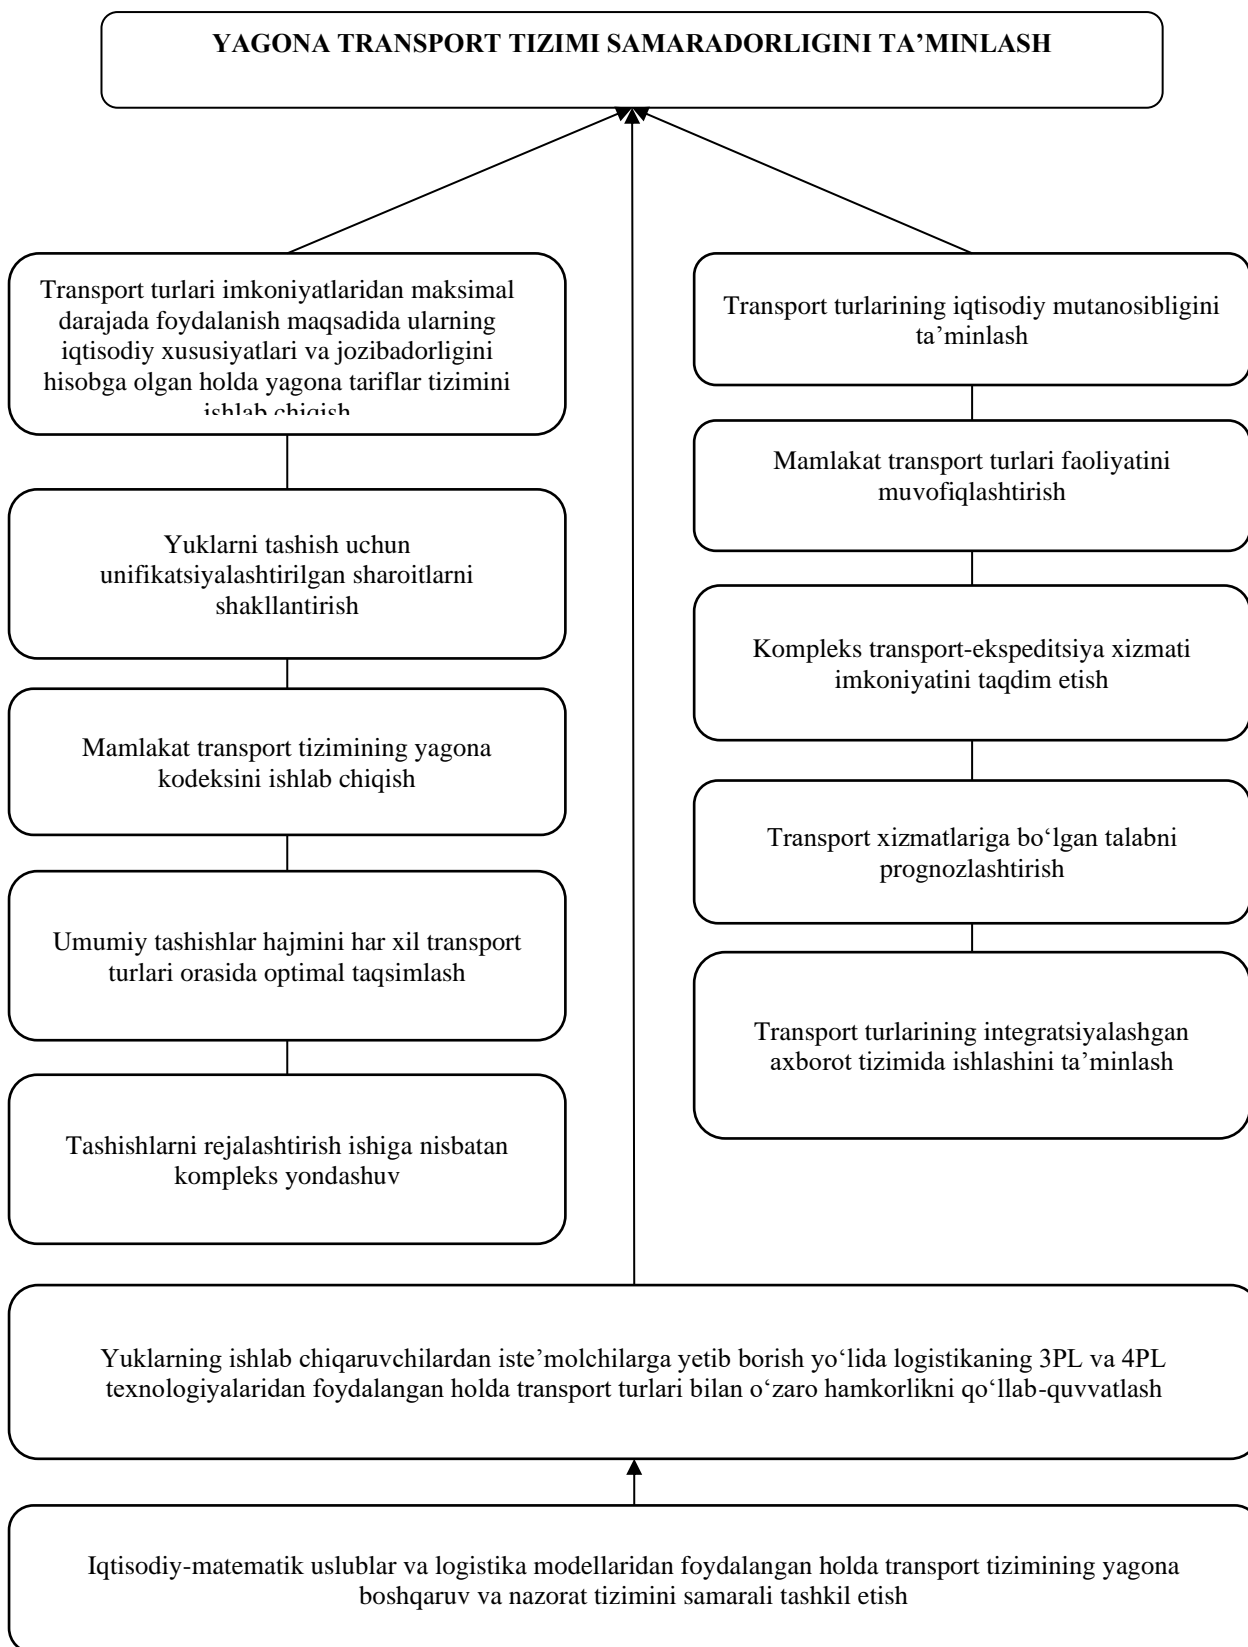 YAGONA TRANSPORT TIZIMI SAMARADORLIGINI TA’MINLASH
Transport turlari imkoniyatlaridan maksimal
darajada foydalanish maqsadida ularning
iqtisodiy xususiyatlari va jozibadorligini
hisobga olgan holda yagona tariflar tizimini
ishlab chiqish
Yuklarni tashish uchun
unifikatsiyalashtirilgan sharoitlarni
shakllantirish
Mamlakat transport tizimining yagona
kodeksini ishlab chiqish
Umumiy tashishlar hajmini har xil transport
turlari orasida optimal taqsimlash
Tashishlarni rejalashtirish ishiga nisbatan
kompleks yondashuv
Transport turlarining iqtisodiy mutanosibligini
ta’minlash
Mamlakat transport turlari faoliyatini
muvofiqlashtirish
Kompleks transport-ekspeditsiya xizmati
imkoniyatini taqdim etish
Transport xizmatlariga bo‘lgan talabni
prognozlashtirish
Transport turlarining integratsiyalashgan
axborot tizimida ishlashini ta’minlash
Yuklarning ishlab chiqaruvchilardan iste’molchilarga yetib borish yo‘lida logistikaning 3PL va 4PL
texnologiyalaridan foydalangan holda transport turlari bilan o‘zaro hamkorlikni qo‘llab-quvvatlash
Iqtisodiy-matematik uslublar va logistika modellaridan foydalangan holda transport tizimining yagona
boshqaruv va nazorat tizimini samarali tashkil etish